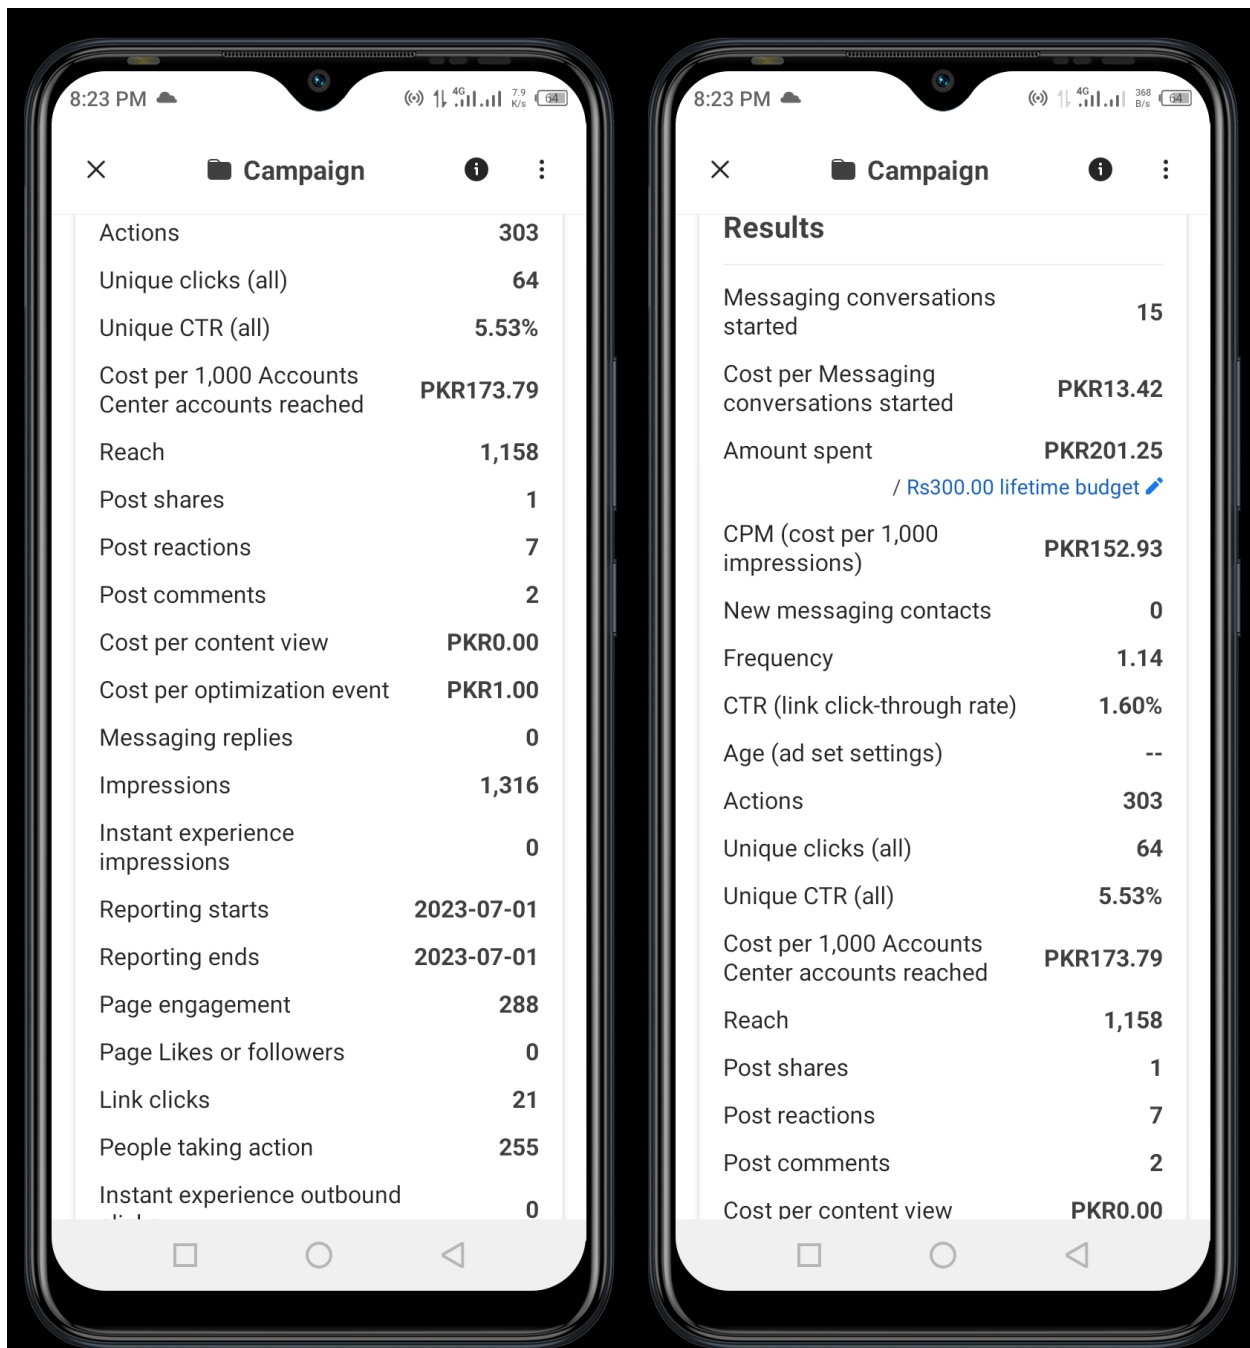 8:23 PM 4G 7.9 K/s 64
Campaign
Actions 303
Unique clicks (all) 64
Unique CTR (all) 5.53%
Cost per 1,000 Accounts
Center accounts reached PKR173.79
Reach 1,158
Post shares 1
Post reactions 7
Post comments 2
Cost per content view PKR0.00
Cost per optimization event PKR1.00
Messaging replies 0
Impressions 1,316
Instant experience
impressions 0
Reporting starts 2023-07-01
Reporting ends 2023-07-01
Page engagement 288
Page Likes or followers 0
Link clicks 21
People taking action 255
Instant experience outbound
0
8:23 PM 4G 368 B/s 64
Campaign
Results
Messaging conversations
started 15
Cost per Messaging
conversations started PKR13.42
Amount spent PKR201.25
/ Rs300.00 lifetime budget
CPM (cost per 1,000
impressions) PKR152.93
New messaging contacts 0
Frequency 1.14
CTR (link click-through rate) 1.60%
Age (ad set settings) --
Actions 303
Unique clicks (all) 64
Unique CTR (all) 5.53%
Cost per 1,000 Accounts
Center accounts reached PKR173.79
Reach 1,158
Post shares 1
Post reactions 7
Post comments 2
Cost per content view PKR0.00